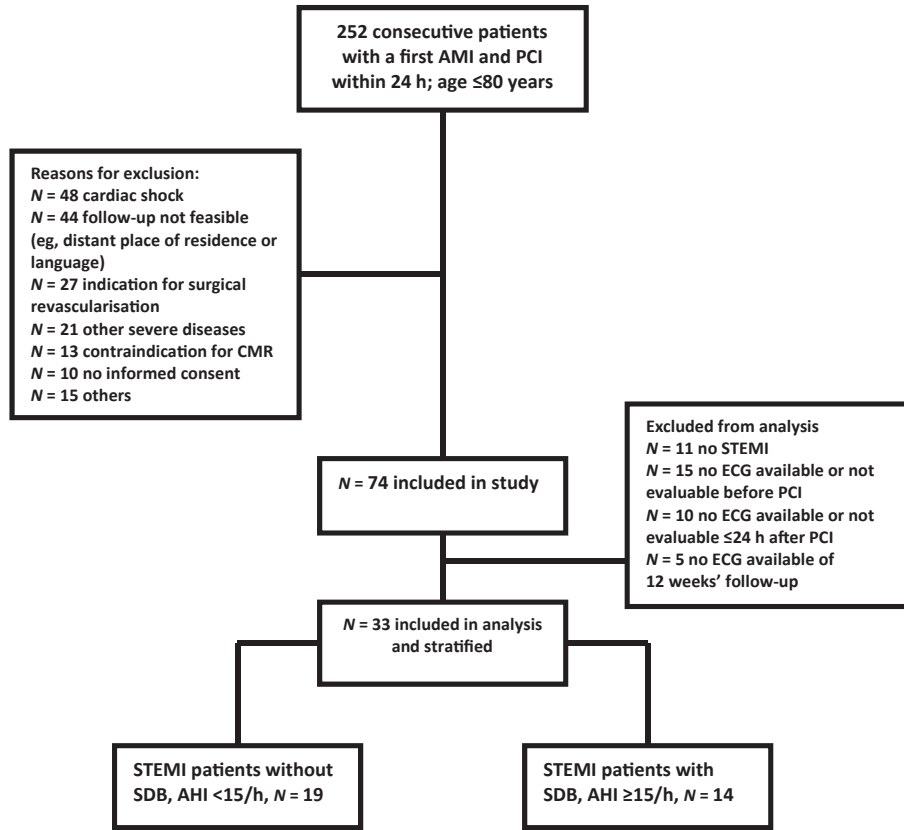 252 consecutive patients
with a first AMI and PCI
within 24 h; age ≤80 years
Reasons for exclusion:
N = 48 cardiac shock
N = 44 follow-up not feasible
(eg, distant place of residence or
language)
N = 27 indication for surgical
revascularisation
N = 21 other severe diseases
N = 13 contraindication for CMR
N = 10 no informed consent
N = 15 others
Excluded from analysis
N = 11 no STEMI
N = 15 no ECG available or not
evaluable before PCI
N = 10 no ECG available or not
evaluable ≤24 h after PCI
N = 5 no ECG available of
12 weeks’ follow-up
N = 74 included in study
N = 33 included in analysis
and stratified
STEMI patients without
SDB, AHI <15/h, N = 19
STEMI patients with
SDB, AHI ≥15/h, N = 14